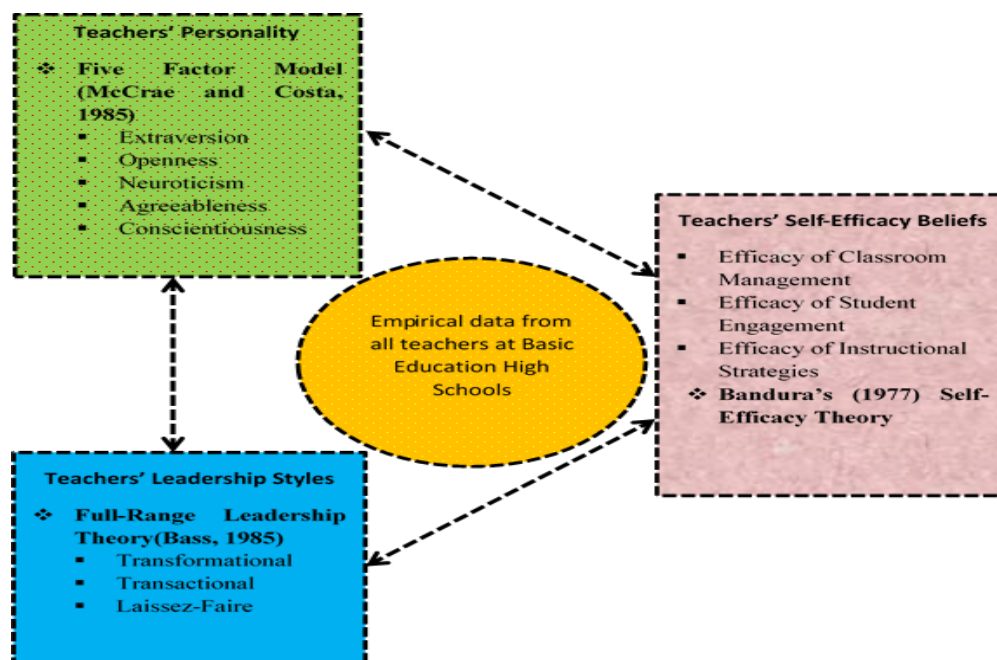 Teachers' Personality
❖ Five Factor Model
(McCrae and Costa,
1985)
▪ Extraversion
▪ Openness
▪ Neuroticism
▪ Agreeableness
▪ Conscientiousness
Teachers' Self-Efficacy Beliefs
▪ Efficacy of Classroom
Management
▪ Efficacy of Student
Engagement
▪ Efficacy of Instructional
Strategies
❖ Bandura's (1977) Self-
Efficacy Theory
Empirical data from
all teachers at Basic
Education High
Schools
Teachers' Leadership Styles
❖ Full-Range Leadership
Theory(Bass, 1985)
▪ Transformational
▪ Transactional
▪ Laissez-Faire